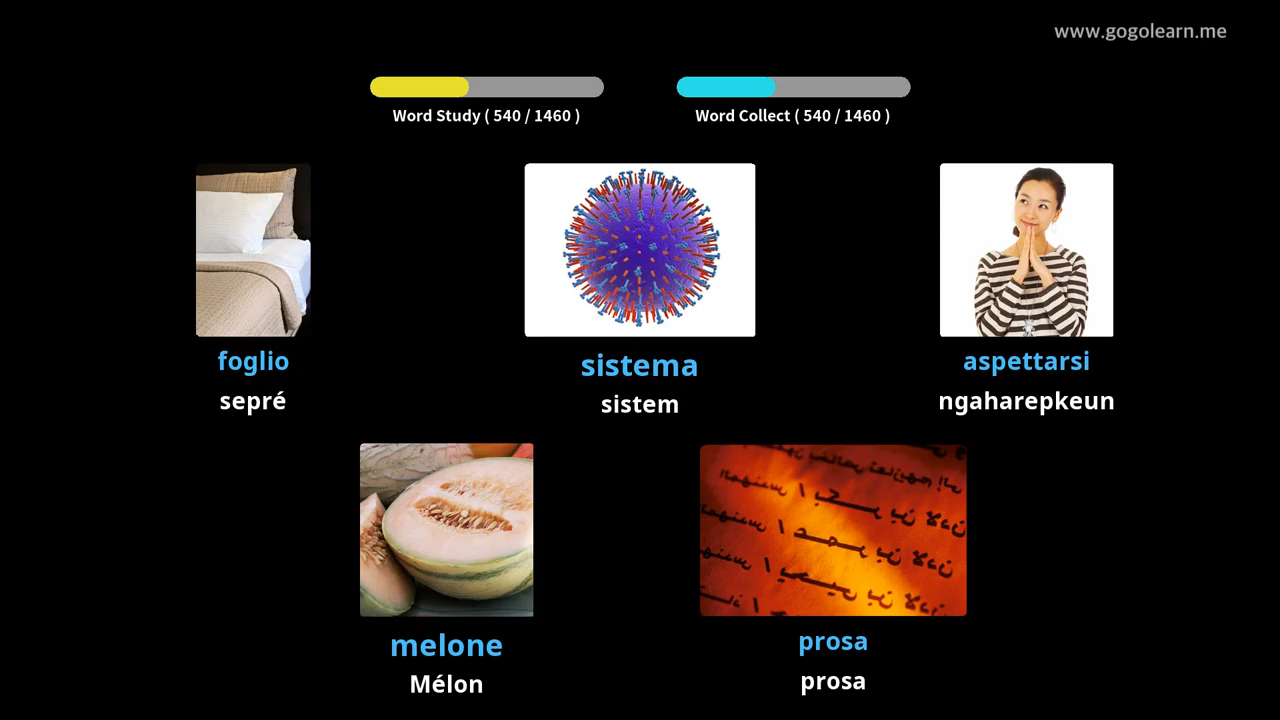 www.gogolearn.me
Word Study ( 540 / 1460 )
Word Collect ( 540 / 1460 )
foglio
sepré
sistema
sistem
aspettarsi
ngaharepkeun
melone
Mélon
prosa
prosa